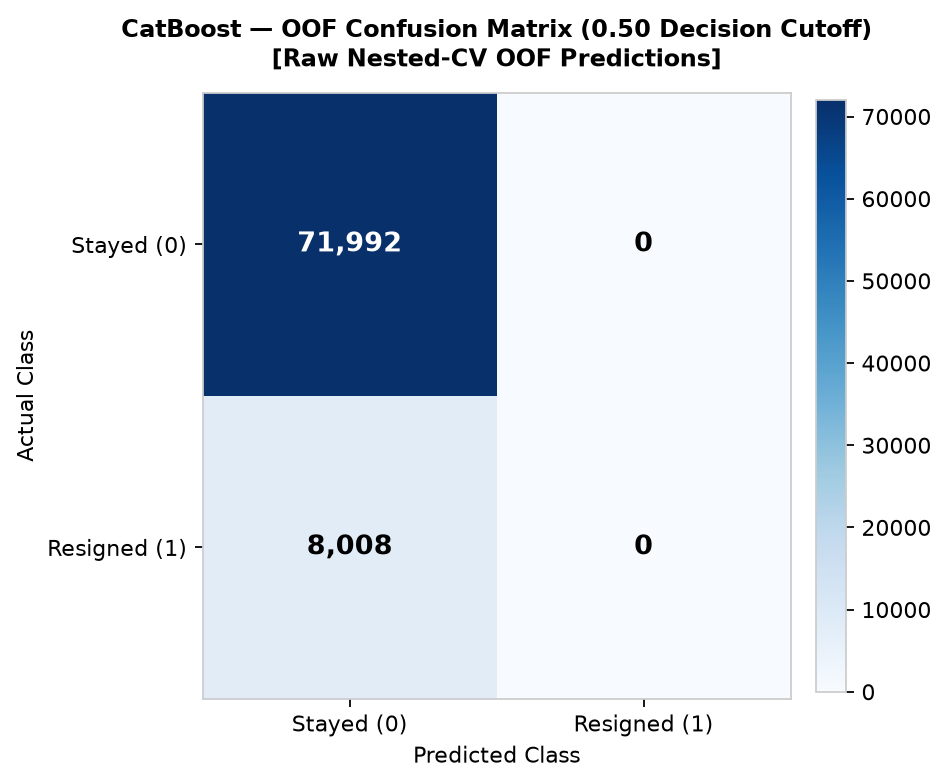 CatBoost — OOF Confusion Matrix (0.50 Decision Cutoff)
[Raw Nested-CV OOF Predictions]
70000
60000
50000
40000
30000
20000
10000
0
Actual Class
Stayed (0)
71,992
0
Resigned (1)
8,008
0
Stayed (0)
Resigned (1)
Predicted Class